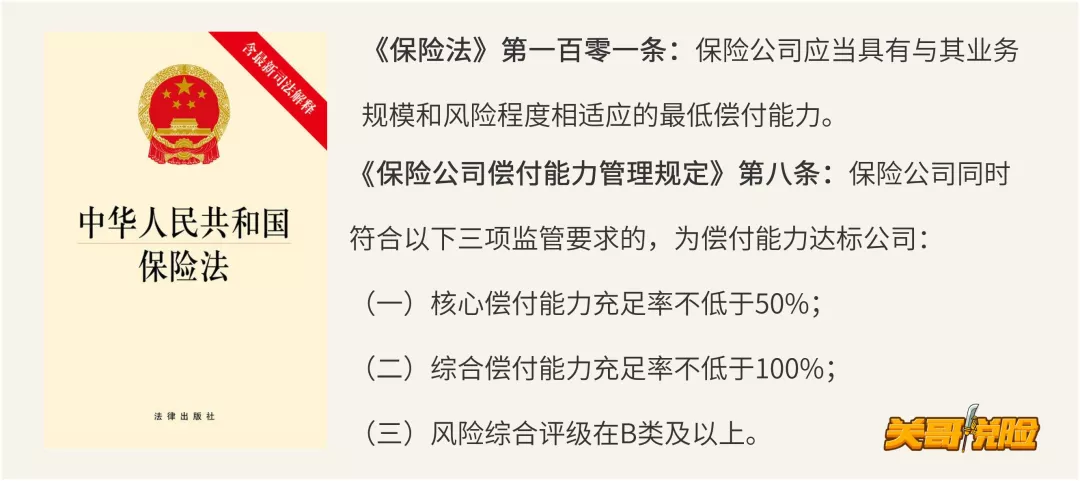 含最新司法解释
中华人民共和国
保险法
法律出版社
《保险法》第一百零一条：保险公司应当具有与其业务
规模和风险程度相适应的最低偿付能力。
《保险公司偿付能力管理规定》第八条：保险公司同时
符合以下三项监管要求的，为偿付能力达标公司：
（一）核心偿付能力充足率不低于50%；
（二）综合偿付能力充足率不低于100%；
（三）风险综合评级在B类及以上。
关哥说险